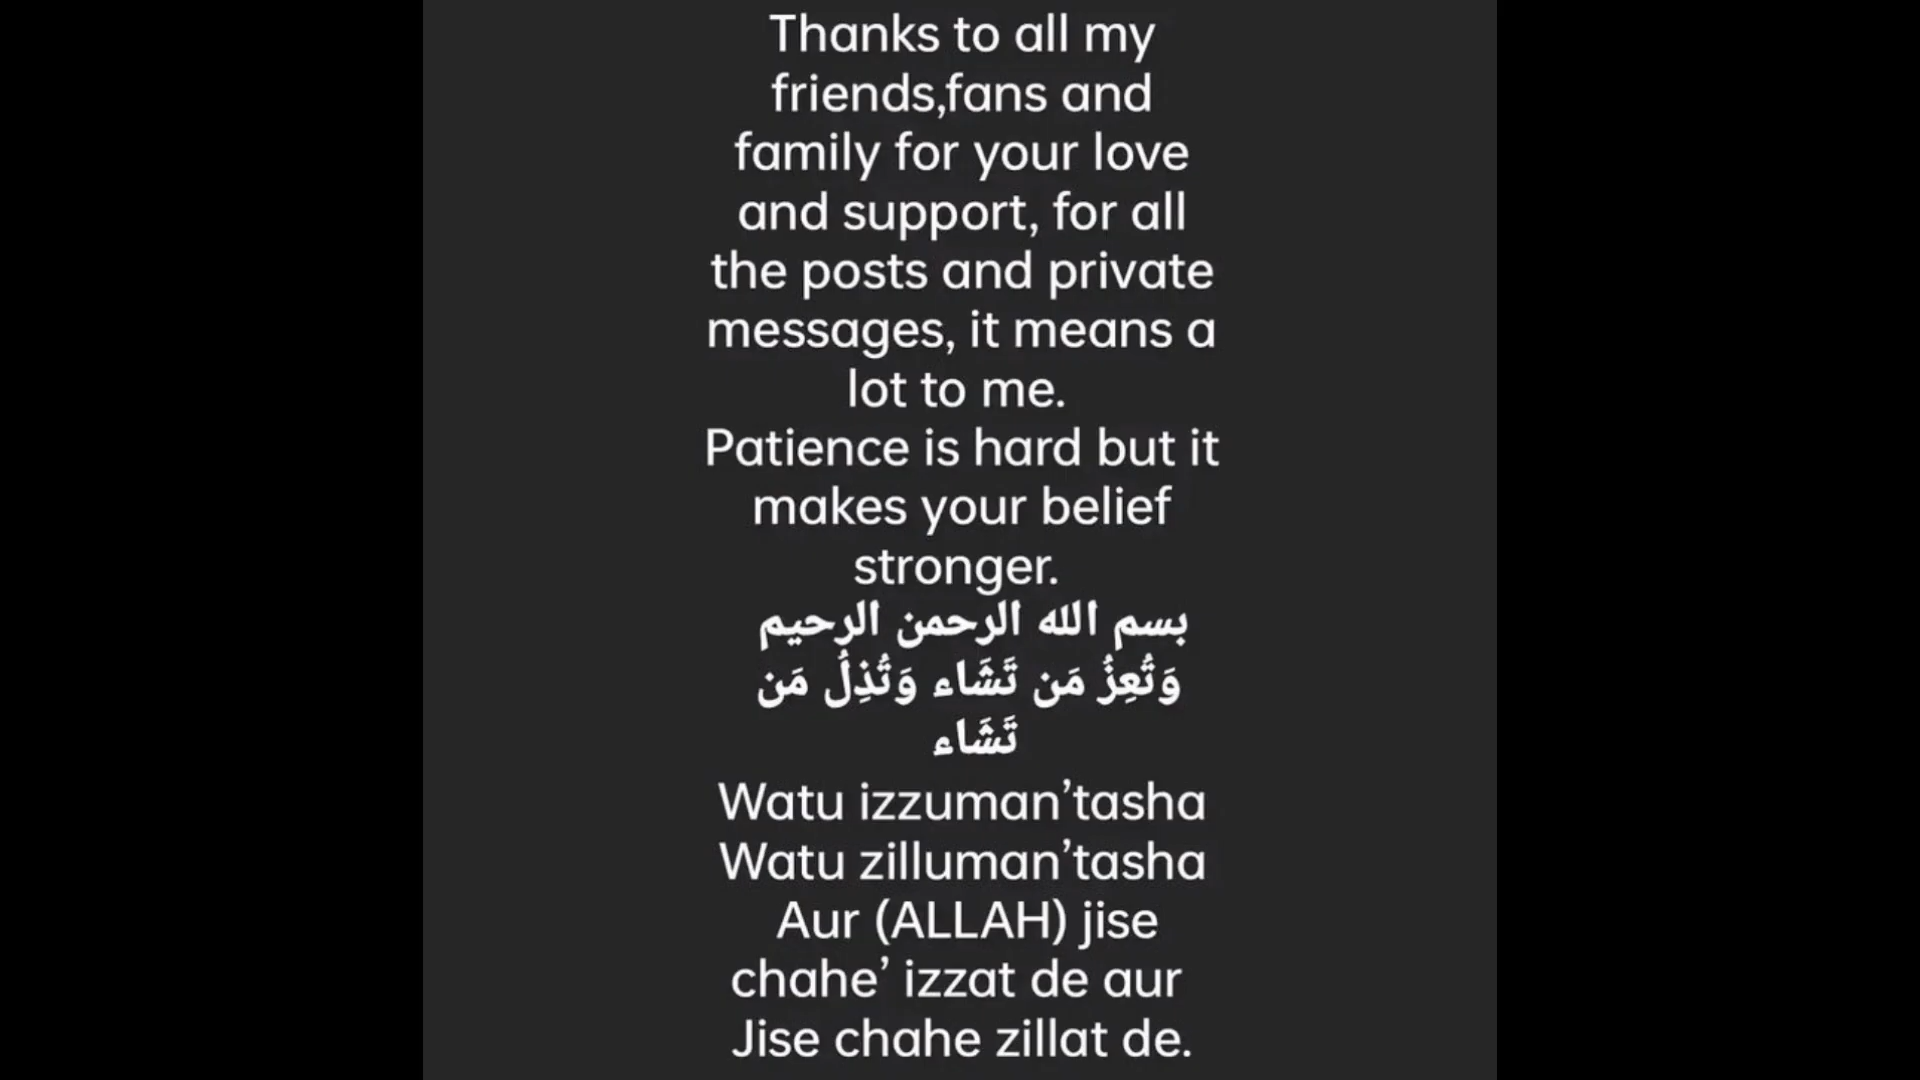 Thanks to all my
friends,fans and
family for your love
and support, for all
the posts and private
messages, it means a
lot to me.
Patience is hard but it
makes your belief
stronger.
بسم الله الرحمن الرحيم
وَتُعِزُ مَن تَشَاء وَتُذِلُ مَن
تَشَاء
Watu izzuman’tasha
Watu zilluman’tasha
Aur (ALLAH) jise
chahe’ izzat de aur
Jise chahe zillat de.